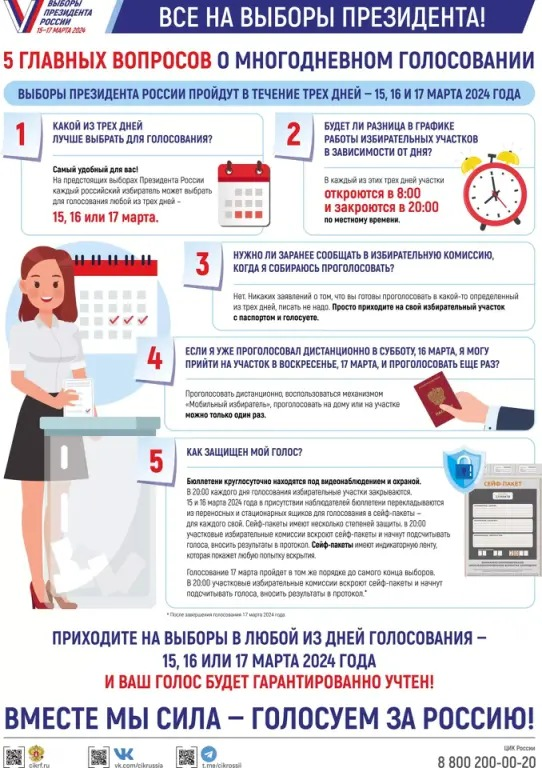 ВЫБОРЫ
ПРЕЗИДЕНТА
РОССИИ
15–17 МАРТА 2024
ВСЕ НА ВЫБОРЫ ПРЕЗИДЕНТА!
5 ГЛАВНЫХ ВОПРОСОВ О МНОГОДНЕВНОМ ГОЛОСОВАНИИ
ВЫБОРЫ ПРЕЗИДЕНТА РОССИИ ПРОЙДУТ В ТЕЧЕНИЕ ТРЕХ ДНЕЙ – 15, 16 И 17 МАРТА 2024 ГОДА
1
КАКОЙ ИЗ ТРЕХ ДНЕЙ
ЛУЧШЕ ВЫБРАТЬ ДЛЯ ГОЛОСОВАНИЯ?
Самый удобный для вас!
На предстоящих выборах Президента России
каждый российский избиратель может выбрать
для голосования любой из трех дней –
15, 16 или 17 марта.
2
БУДЕТ ЛИ РАЗНИЦА В ГРАФИКЕ
РАБОТЫ ИЗБИРАТЕЛЬНЫХ УЧАСТКОВ
В ЗАВИСИМОСТИ ОТ ДНЯ?
В каждый из этих трех дней участки
откроются в 8:00
и закроются в 20:00
по местному времени.
3
НУЖНО ЛИ ЗАРАНЕЕ СООБЩАТЬ В ИЗБИРАТЕЛЬНУЮ КОМИССИЮ,
КОГДА Я СОБИРАЮСЬ ПРОГОЛОСОВАТЬ?
Нет. Никаких заявлений о том, что вы готовы проголосовать в какой-то определенный
из трех дней, писать не надо. Просто приходите на свой избирательный участок
с паспортом и голосуете.
4
ЕСЛИ Я УЖЕ ПРОГОЛОСОВАЛ ДИСТАНЦИОННО В СУББОТУ, 16 МАРТА, Я МОГУ
ПРИЙТИ НА УЧАСТОК В ВОСКРЕСЕНЬЕ, 17 МАРТА, И ПРОГОЛОСОВАТЬ ЕЩЕ РАЗ?
Проголосовать дистанционно, воспользоваться механизмом
«Мобильный избиратель», проголосовать на дому или на участке
можно только один раз.
5
КАК ЗАЩИЩЕН МОЙ ГОЛОС?
Бюллетени круглосуточно находятся под видеонаблюдением и охраной.
В 20:00 каждого дня голосования избирательные участки закрываются.
15 и 16 марта 2024 года в присутствии наблюдателей бюллетени перекладываются
из переносных и стационарных ящиков для голосования в сейф-пакеты –
для каждого свой. Сейф-пакеты имеют несколько степеней защиты, в 20:00
участковые избирательные комиссии вскроют сейф-пакеты и начнут подсчитывать
голоса, вносить результаты в протокол. Сейф-пакеты имеют индикаторную ленту,
которая покажет любую попытку вскрытия.
Голосование 17 марта пройдет в том же порядке до самого конца выборов.
В 20:00 участковые избирательные комиссии вскроют сейф-пакеты и начнут
подсчитывать голоса, вносить результаты в протокол.*
СЕЙФ-ПАКЕТ
* После завершения голосования 17 марта 2024 года.
ПРИХОДИТЕ НА ВЫБОРЫ В ЛЮБОЙ ИЗ ДНЕЙ ГОЛОСОВАНИЯ –
15, 16 ИЛИ 17 МАРТА 2024 ГОДА
И ВАШ ГОЛОС БУДЕТ ГАРАНТИРОВАННО УЧТЕН!
ВМЕСТЕ МЫ СИЛА – ГОЛОСУЕМ ЗА РОССИЮ!
cikrf.ru
vk.com/cikrussia
t.me/cikrossii
ЦИК России
8 800 200-00-20